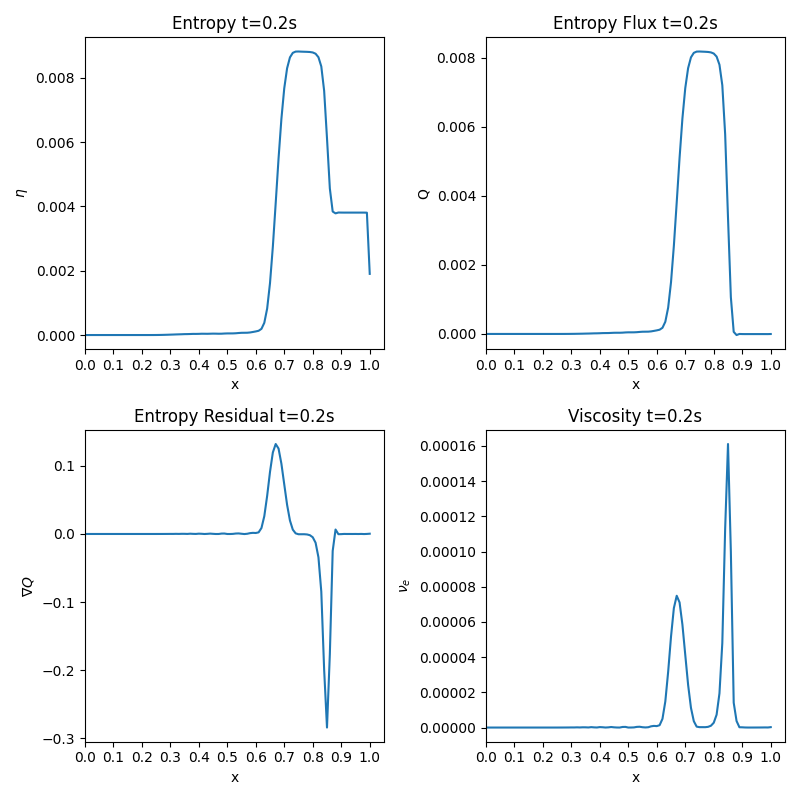 Entropy t=0.2s
η
0.008
0.006
0.004
0.002
0.000
0.0 0.1 0.2 0.3 0.4 0.5 0.6 0.7 0.8 0.9 1.0
x
Entropy Flux t=0.2s
Q
0.008
0.006
0.004
0.002
0.000
0.0 0.1 0.2 0.3 0.4 0.5 0.6 0.7 0.8 0.9 1.0
x
Entropy Residual t=0.2s
∇Q
0.1
0.0
−0.1
−0.2
−0.3
0.0 0.1 0.2 0.3 0.4 0.5 0.6 0.7 0.8 0.9 1.0
x
Viscosity t=0.2s
νe
0.00016
0.00014
0.00012
0.00010
0.00008
0.00006
0.00004
0.00002
0.00000
0.0 0.1 0.2 0.3 0.4 0.5 0.6 0.7 0.8 0.9 1.0
x